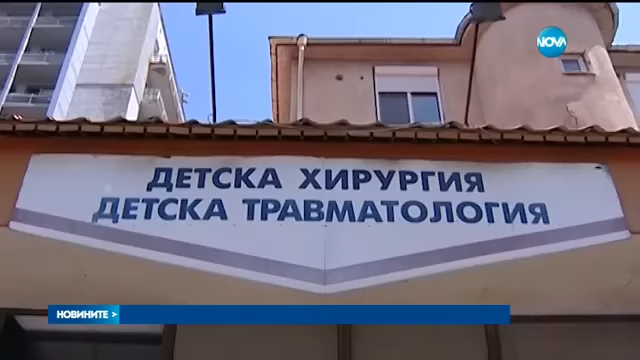 NOVA
ДЕТСКА ХИРУРГИЯ
ДЕТСКА ТРАВМАТОЛОГИЯ
НОВИНИТЕ >